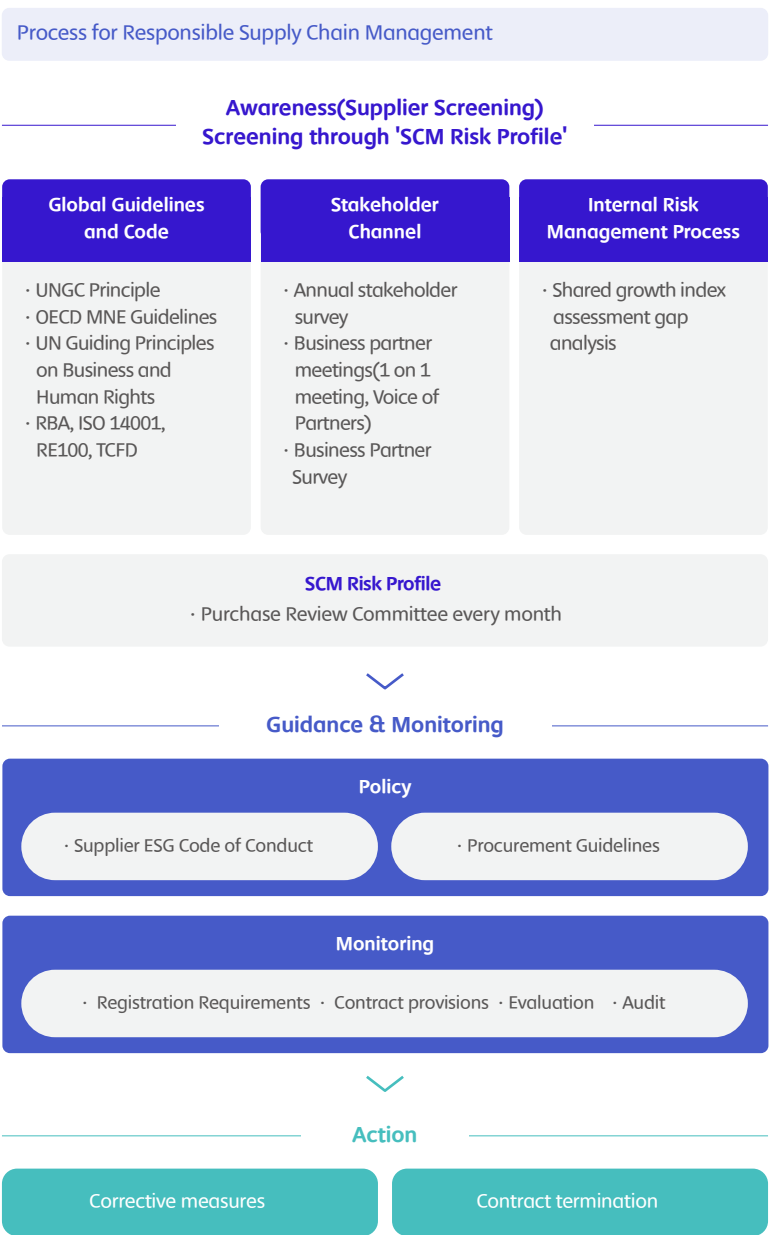 Process for Responsible Supply Chain Management
Awareness(Supplier Screening)
Screening through 'SCM Risk Profile'
Global Guidelines
and Code
· UNGC Principle
· OECD MNE Guidelines
· UN Guiding Principles
on Business and
Human Rights
· RBA, ISO 14001,
RE100, TCFD
Stakeholder
Channel
· Annual stakeholder
survey
· Business partner
meetings(1 on 1
meeting, Voice of
Partners)
· Business Partner
Survey
Internal Risk
Management Process
· Shared growth index
assessment gap
analysis
SCM Risk Profile
· Purchase Review Committee every month
Guidance & Monitoring
Policy
· Supplier ESG Code of Conduct
· Procurement Guidelines
Monitoring
· Registration Requirements · Contract provisions · Evaluation · Audit
Action
Corrective measures
Contract termination